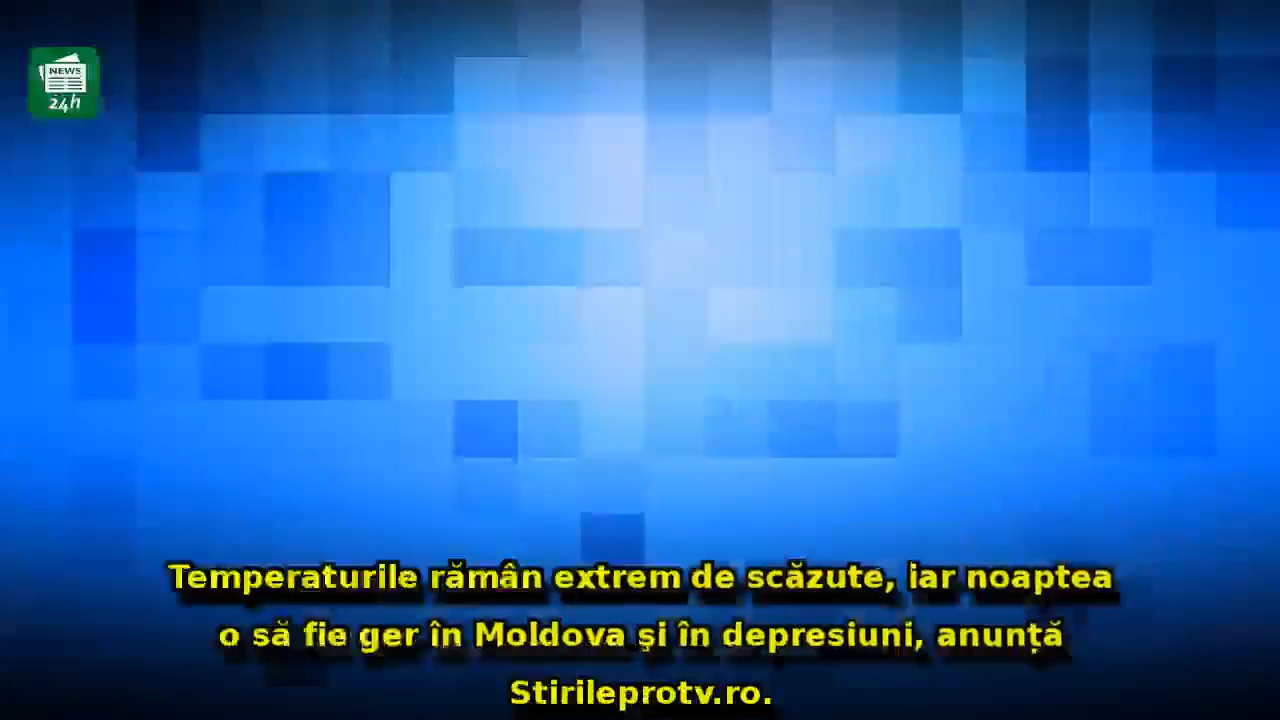 NEWS
24h
Temperaturile rămân extrem de scăzute, iar noaptea
o să fie ger în Moldova şi în depresiuni, anunță
Stirileprotv.ro.